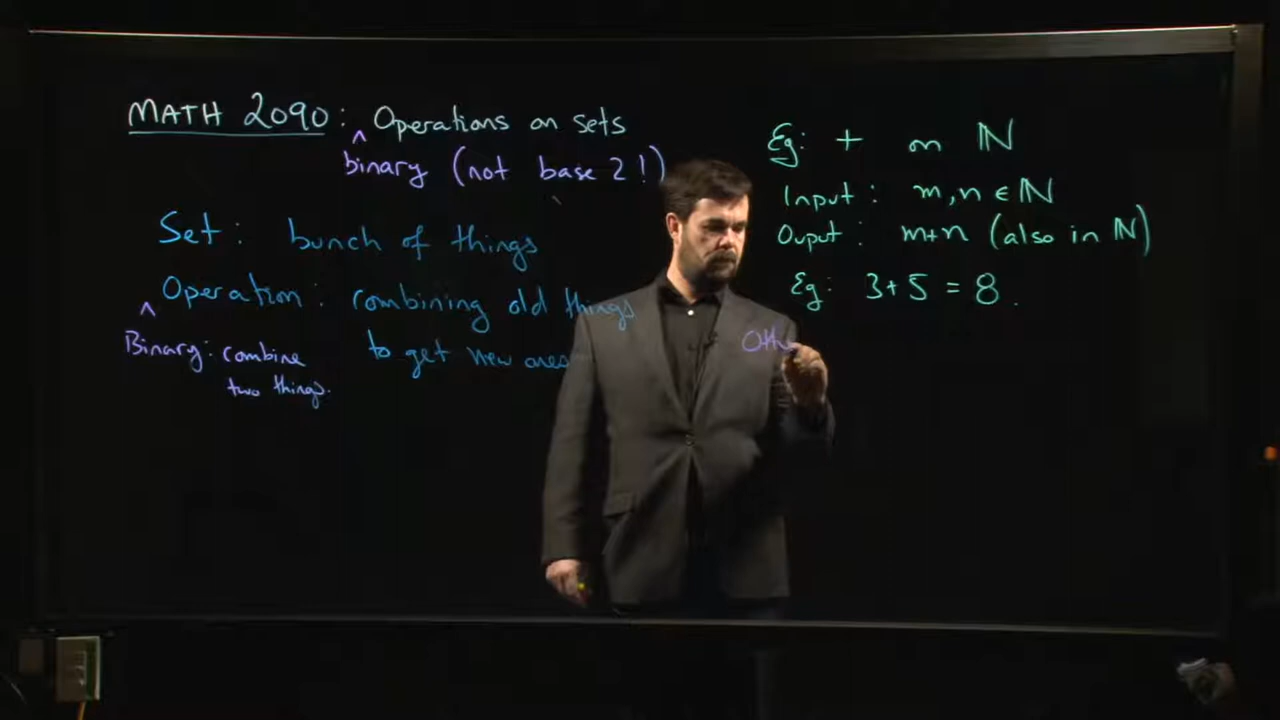 MATH 2090: Operations on sets
^
binary (not base 2!)
Set: bunch of things
Operation: combining old things
^
to get new ones
Binary: combine
two things.
Eg: + on ℕ
Input: m,n ∈ ℕ
Ouput: m+n (also in ℕ)
Eg: 3+5 = 8.
Oth